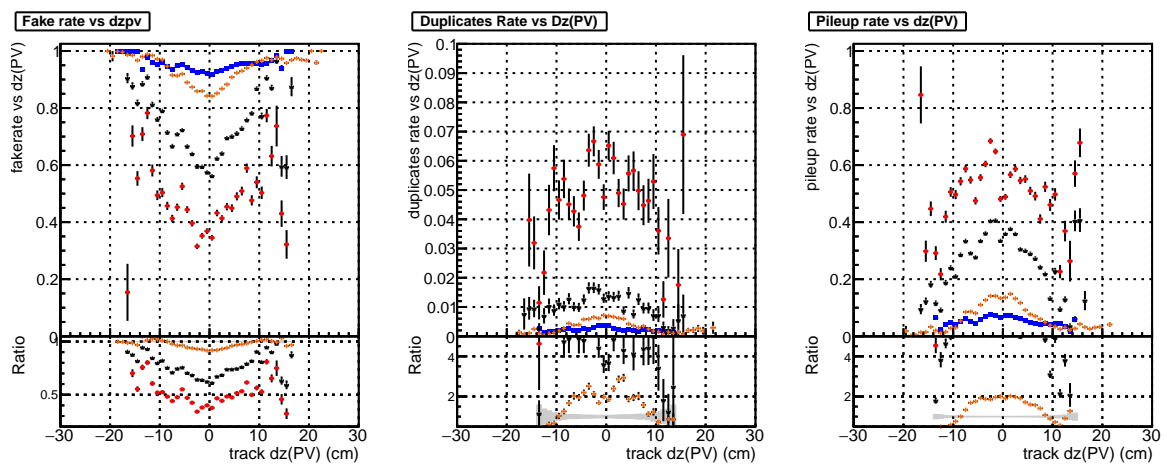 Fake rate vs dzpv
fakerate vs dz(PV)
1
0.8
0.6
0.4
0.2
0
Ratio
0.5
−30 −20 −10 0 10 20 30
track dz(PV) (cm)
Duplicates Rate vs Dz(PV)
duplicates rate vs dz(PV)
0.1
0.09
0.08
0.07
0.06
0.05
0.04
0.03
0.02
0.01
0
Ratio
4
2
−30 −20 −10 0 10 20 30
track dz(PV) (cm)
Pileup rate vs dz(PV)
pileup rate vs dz(PV)
1
0.8
0.6
0.4
0.2
0
Ratio
4
2
−30 −20 −10 0 10 20 30
track dz(PV) (cm)